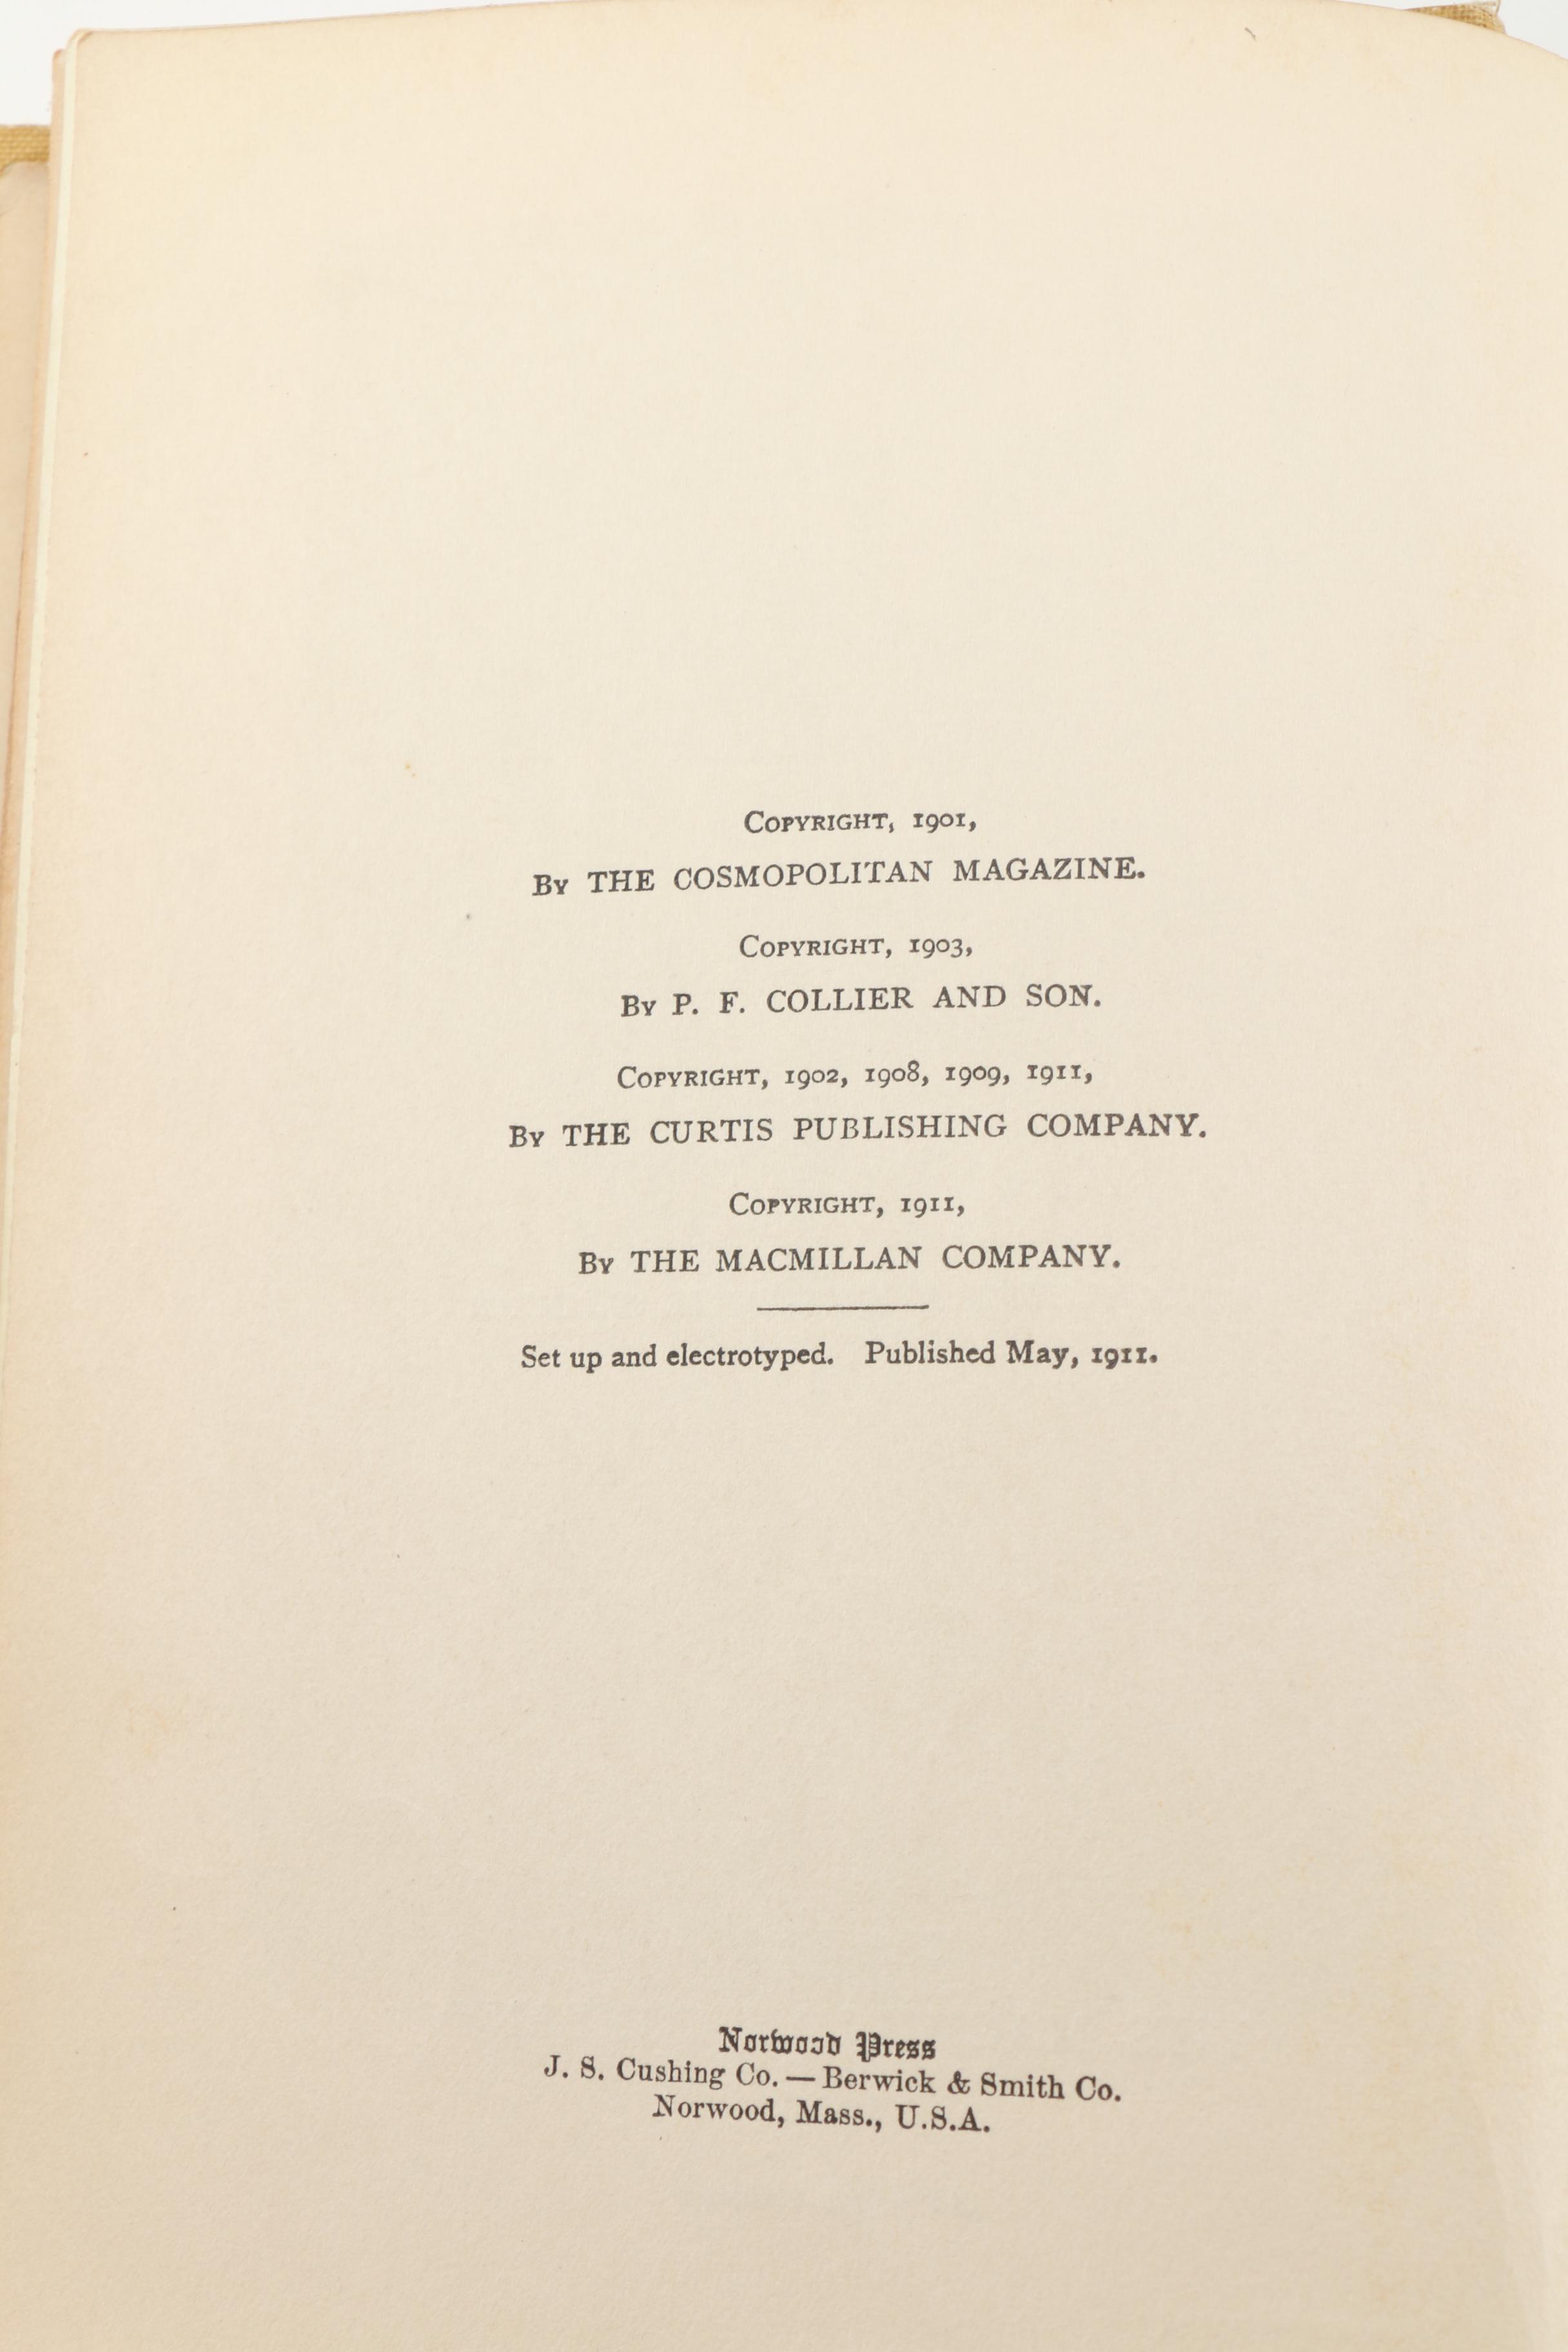 Copyright, 1901,
By THE COSMOPOLITAN MAGAZINE.
Copyright, 1903,
By P. F. COLLIER AND SON.
Copyright, 1902, 1908, 1909, 1911,
By THE CURTIS PUBLISHING COMPANY.
Copyright, 1911,
By THE MACMILLAN COMPANY.
Set up and electrotyped. Published May, 1911.
Norwood Press
J. S. Cushing Co. — Berwick & Smith Co.
Norwood, Mass., U.S.A.